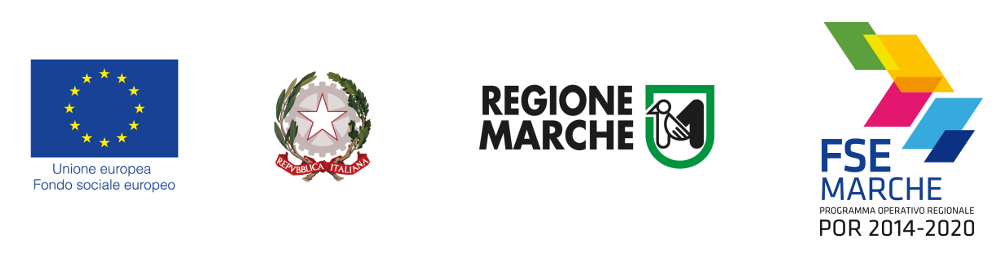 Unione europea
Fondo sociale europeo
REPVBBLICA ITALIANA
REGIONE
MARCHE
FSE
MARCHE
PROGRAMMA OPERATIVO REGIONALE
POR 2014-2020